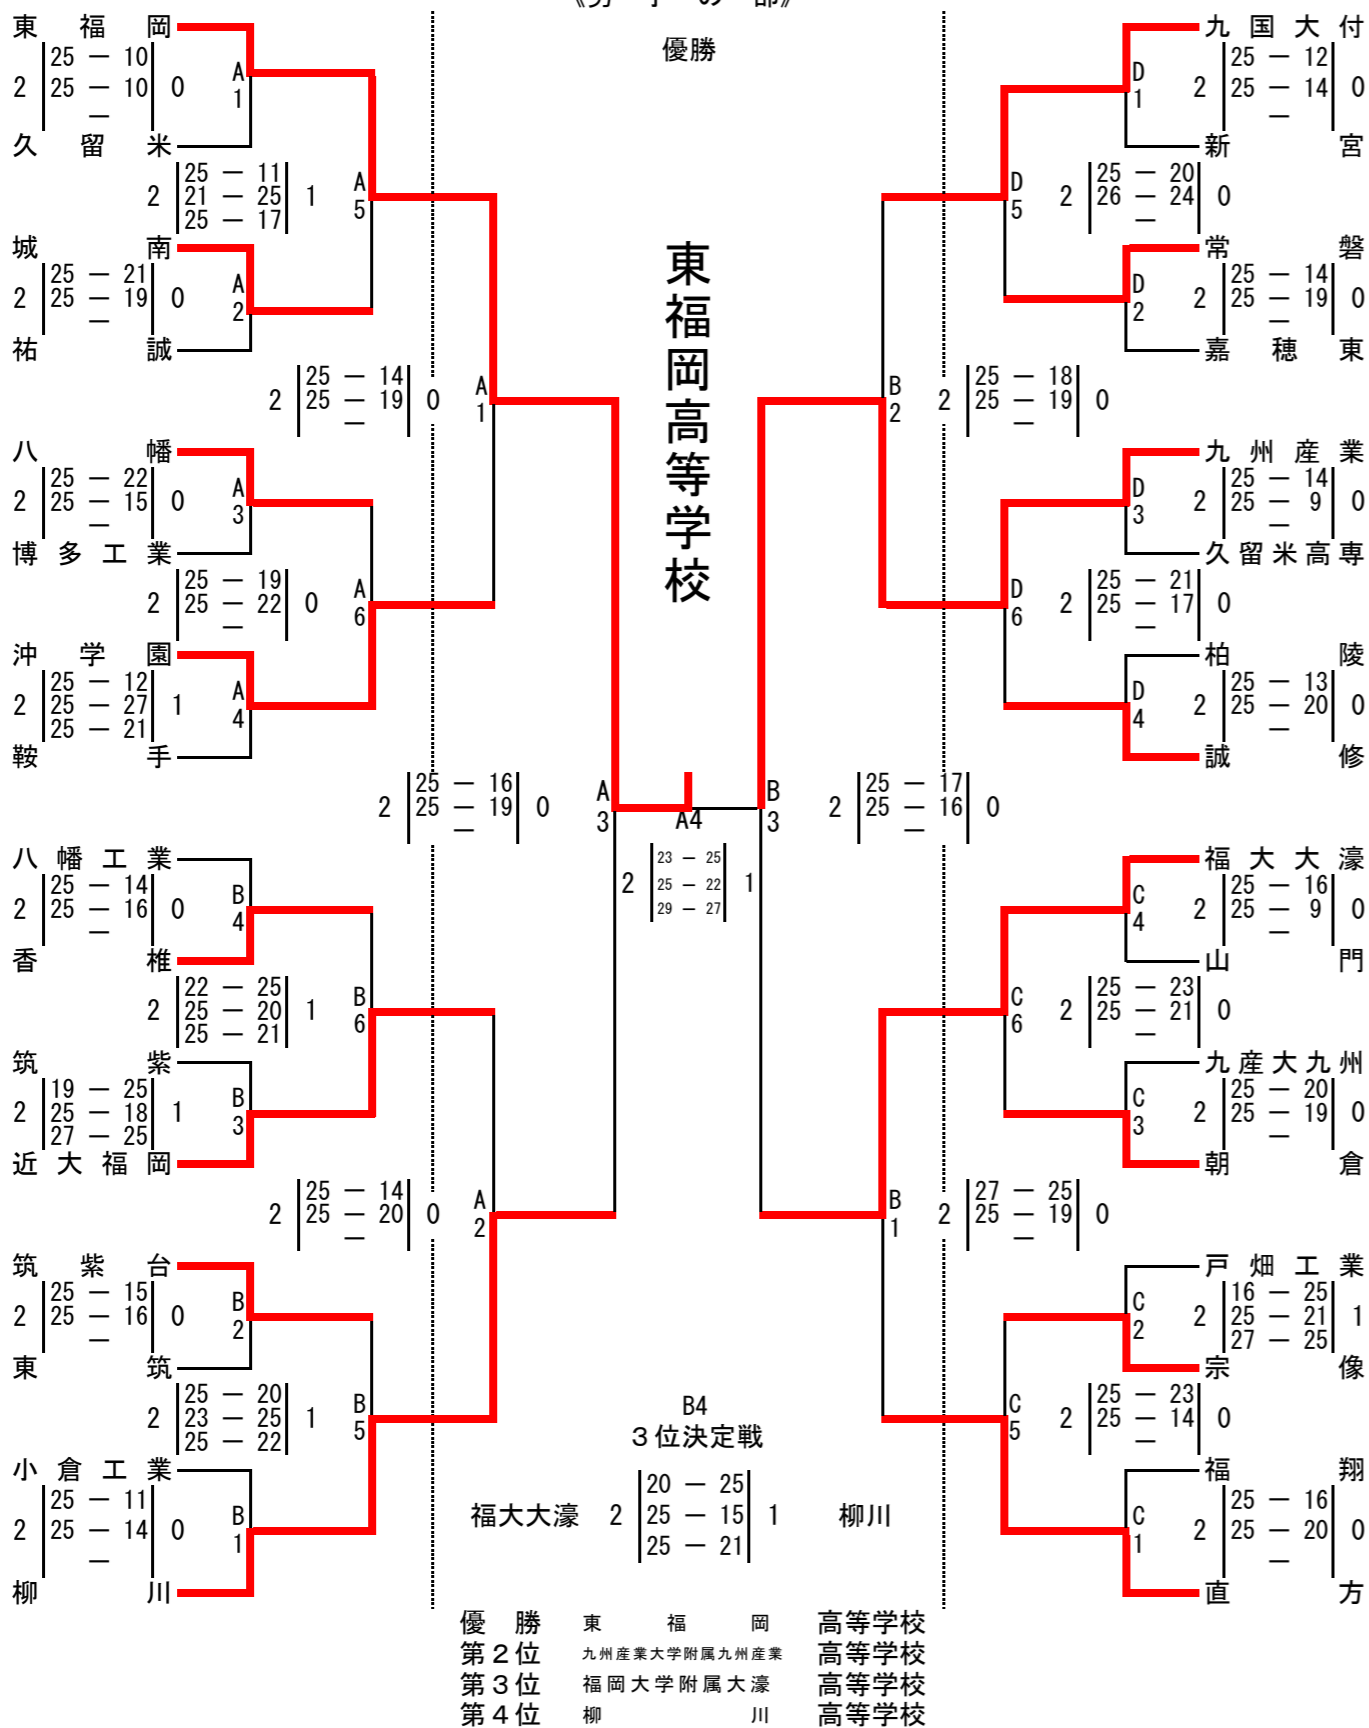 《男子の部》
優勝
東福岡高等学校
東福岡
2 25 — 10 0
25 — 10
—
A1
久留米
2 25 — 11 1
21 — 25
25 — 17
A5
城南
2 25 — 21 0
25 — 19
—
A2
祐誠
2 25 — 14 0
25 — 19
—
A1
八幡
2 25 — 22 0
25 — 15
—
A3
博多工業
2 25 — 19 0
25 — 22
—
A6
沖学園
2 25 — 12 1
25 — 27
25 — 21
A4
鞍手
2 25 — 16 0
25 — 19
—
A3
八幡工業
2 25 — 14 0
25 — 16
—
B4
香椎
2 22 — 25 1
25 — 20
25 — 21
B6
筑紫
2 19 — 25 1
25 — 18
27 — 25
B3
近大福岡
2 25 — 14 0
25 — 20
—
A2
筑紫台
2 25 — 15 0
25 — 16
—
B2
東筑
2 25 — 20 1
23 — 25
25 — 22
B5
小倉工業
2 25 — 11 0
25 — 14
—
B1
柳川
A4
2 23 — 25 1
25 — 22
29 — 27
九国大付
D1
2 25 — 12 0
25 — 14
—
新宮
D5
2 25 — 20 0
26 — 24
—
常磐
D2
2 25 — 14 0
25 — 19
—
嘉穂東
B2
2 25 — 18 0
25 — 19
—
九州産業
D3
2 25 — 14 0
25 — 9
—
久留米高専
D6
2 25 — 21 0
25 — 17
—
柏陵
D4
2 25 — 13 0
25 — 20
—
誠修
B3
2 25 — 17 0
25 — 16
—
福大大濠
C4
2 25 — 16 0
25 — 9
—
山門
C6
2 25 — 23 0
25 — 21
—
九産大九州
C3
2 25 — 20 0
25 — 19
—
朝倉
B1
2 27 — 25 0
25 — 19
—
戸畑工業
C2
2 16 — 25 1
25 — 21
27 — 25
宗像
C5
2 25 — 23 0
25 — 14
—
福翔
C1
2 25 — 16 0
25 — 20
—
直方
B4
３位決定戦
福大大濠 2 20 — 25 1 柳川
25 — 15
25 — 21
優勝 東福岡 高等学校
第２位 九州産業大学附属九州産業 高等学校
第３位 福岡大学附属大濠 高等学校
第４位 柳川 高等学校